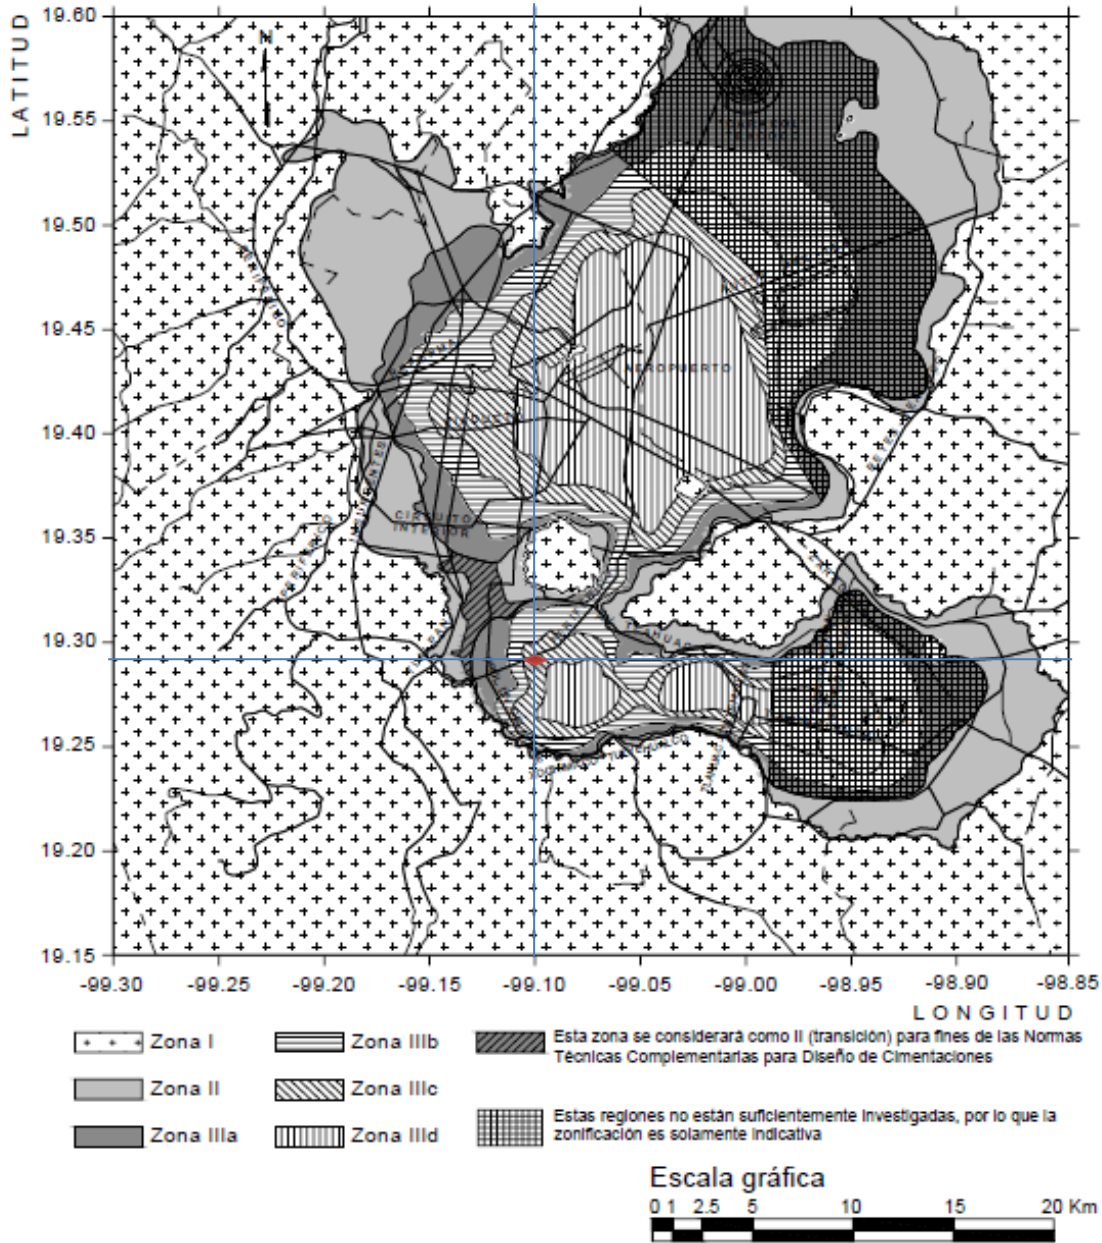 LATITUD
19.60
19.55
19.50
19.45
19.40
19.35
19.30
19.25
19.20
19.15
N
PERIFERICO
AEROPUERTO
CIRCUITO
INTERIOR
PERIFERICO
TLAHUAC
-99.30
-99.25
-99.20
-99.15
-99.10
-99.05
-99.00
-98.95
-98.90
-98.85
LONGITUD
Zona I
Zona II
Zona IIIa
Zona IIIb
Zona IIIc
Zona IIId
Esta zona se considerará como II (transición) para fines de las Normas
Técnicas Complementarias para Diseño de Cimentaciones
Estas regiones no están suficientemente investigadas, por lo que la
zonificación es solamente indicativa
Escala gráfica
0 1 2.5 5 10 15 20 Km